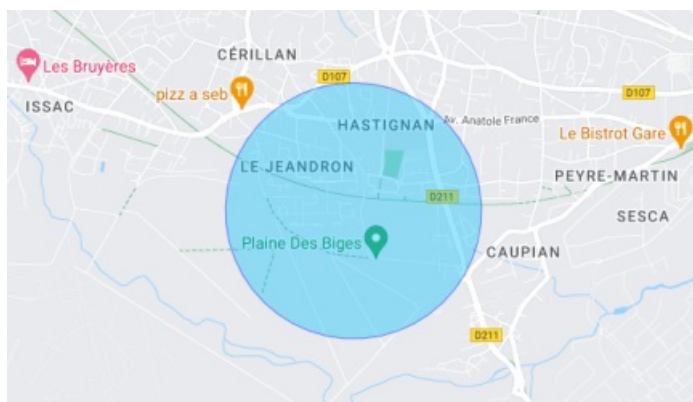 CÉRILLAN
Les Bruyères
D107
pizz a seb
D107
ISSAC
HASTIGNAN
Av. Anatole France
Le Bistrot Gare
LE JEANDRON
PEYRE-MARTIN
D211
SESCA
Plaine Des Biges
CAUPIAN
D211